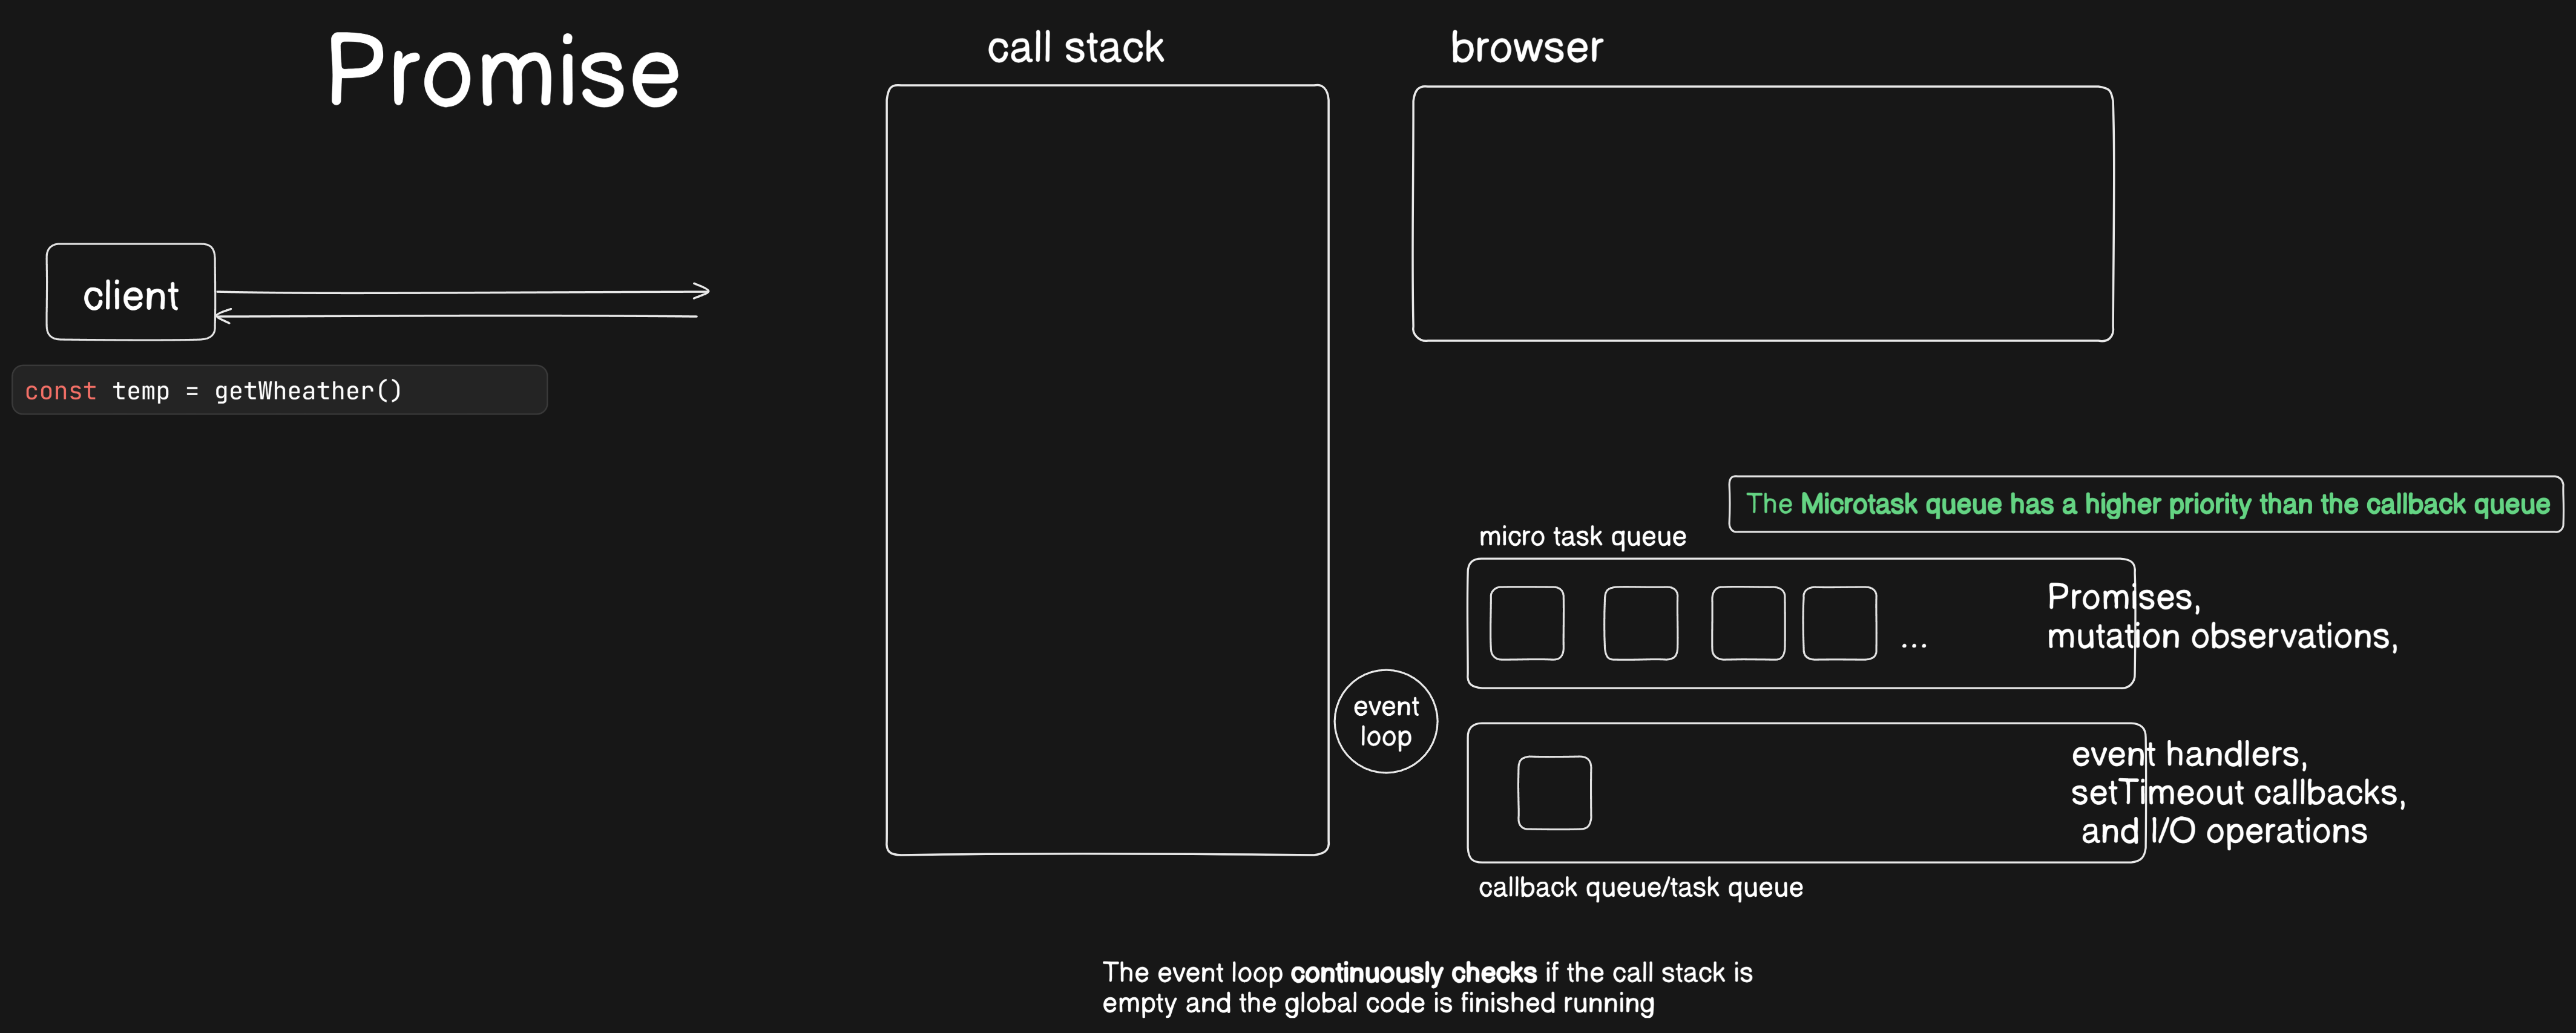 Promise
call stack
browser
client
const temp = getWheather()
The Microtask queue has a higher priority than the callback queue
micro task queue
Promises,
mutation observations,
...
event
loop
event handlers,
setTimeout callbacks,
and I/O operations
callback queue/task queue
The event loop continuously checks if the call stack is
empty and the global code is finished running